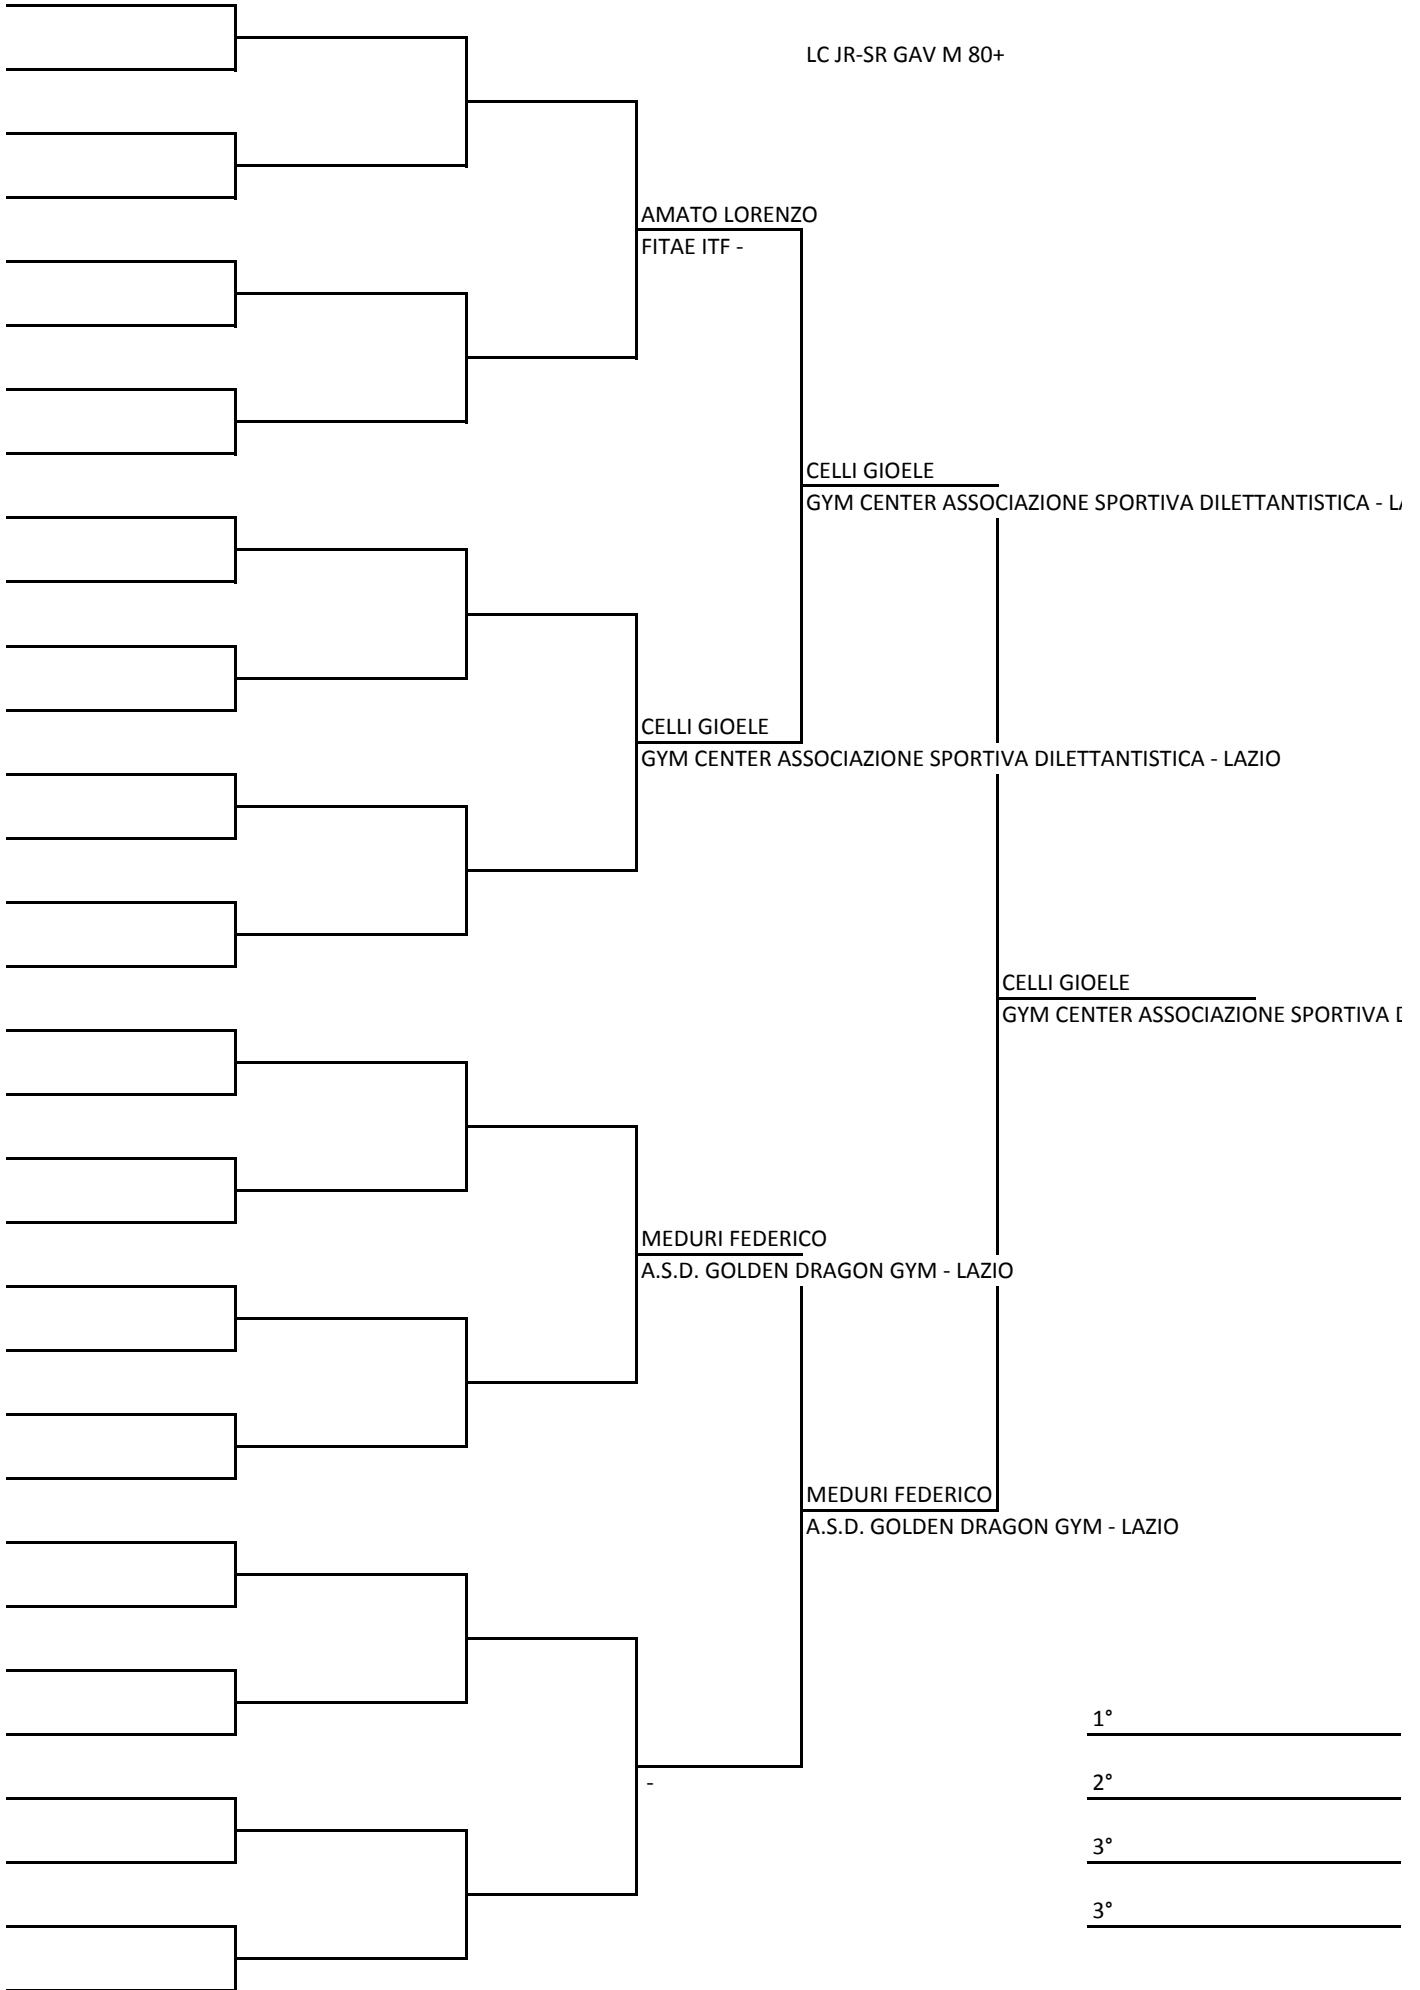 LC JR-SR GAV M 80+
AMATO LORENZO
FITAE ITF -
CELLI GIOELE
GYM CENTER ASSOCIAZIONE SPORTIVA DILETTANTISTICA - LA
CELLI GIOELE
GYM CENTER ASSOCIAZIONE SPORTIVA DILETTANTISTICA - LAZIO
CELLI GIOELE
GYM CENTER ASSOCIAZIONE SPORTIVA D
MEDURI FEDERICO
A.S.D. GOLDEN DRAGON GYM - LAZIO
MEDURI FEDERICO
A.S.D. GOLDEN DRAGON GYM - LAZIO
1°
-
2°
3°
3°